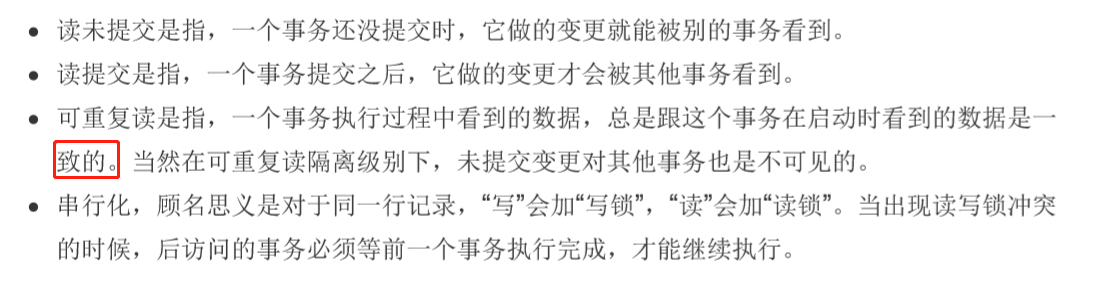 • 读未提交是指，一个事务还没提交时，它做的变更就能被别的事务看到。
• 读提交是指，一个事务提交之后，它做的变更才会被其他事务看到。
• 可重复读是指，一个事务执行过程中看到的数据，总是跟这个事务在启动时看到的数据是一
致的。当然在可重复读隔离级别下，未提交变更对其他事务也是不可见的。
• 串行化，顾名思义是对于同一行记录，“写”会加“写锁”，“读”会加“读锁”。当出现读写锁冲突
的时候，后访问的事务必须等前一个事务执行完成，才能继续执行。